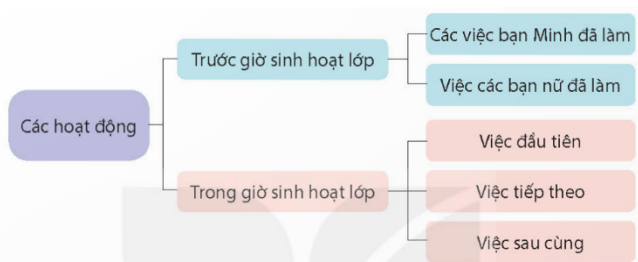 Các hoạt động
Trước giờ sinh hoạt lớp
Các việc bạn Minh đã làm
Việc các bạn nữ đã làm
Trong giờ sinh hoạt lớp
Việc đầu tiên
Việc tiếp theo
Việc sau cùng